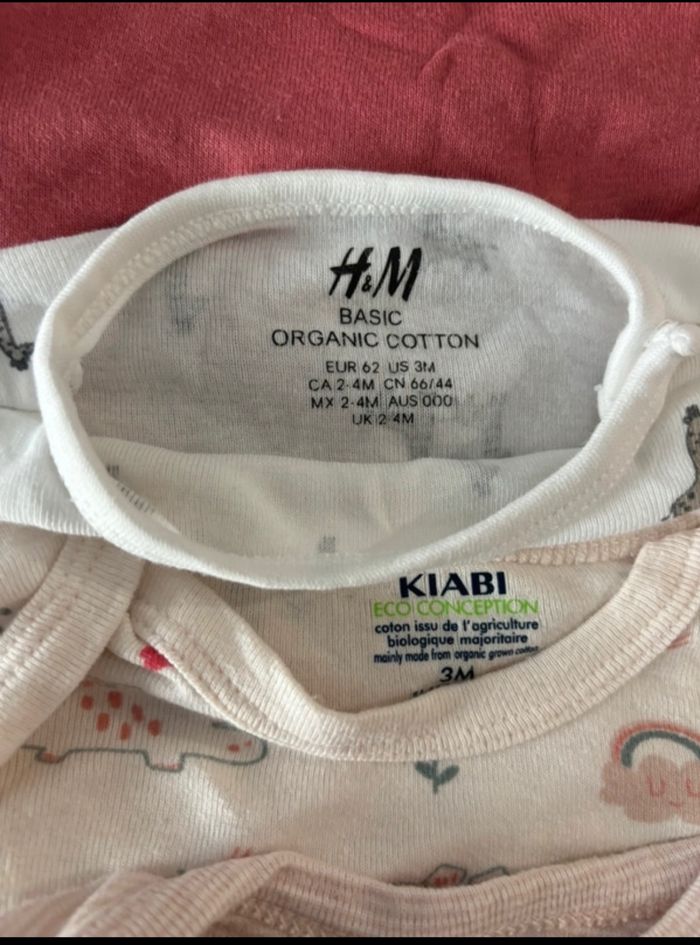 H&M
BASIC
ORGANIC COTTON
EUR 62 US 3M
CA 2-4M CN 66/44
MX 2-4M AUS 000
UK 2-4M
KIABI
ECO CONCEPTION
coton issu de l'agriculture
biologique majoritaire
mainly made from organic grown cotton
3M